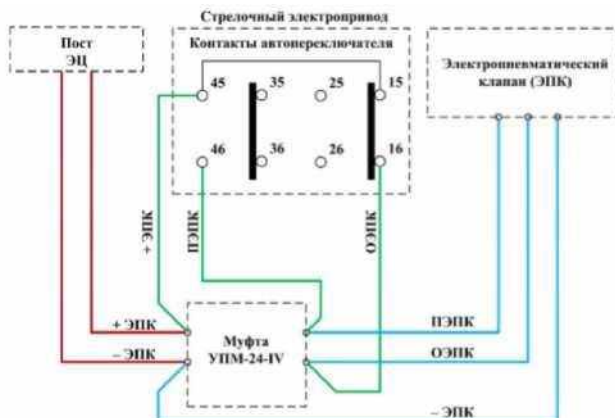 Стрелочный электропривод
Пост
ЭЦ
Контакты автопереключателя
Электропневматический
клапан (ЭПК)
45 35 25 15
46 36 26 16
+ ЭПК
ПЭПК
ОЭПК
+ ЭПК
– ЭПК
Муфта
УПМ-24-IV
ПЭПК
ОЭПК
– ЭПК